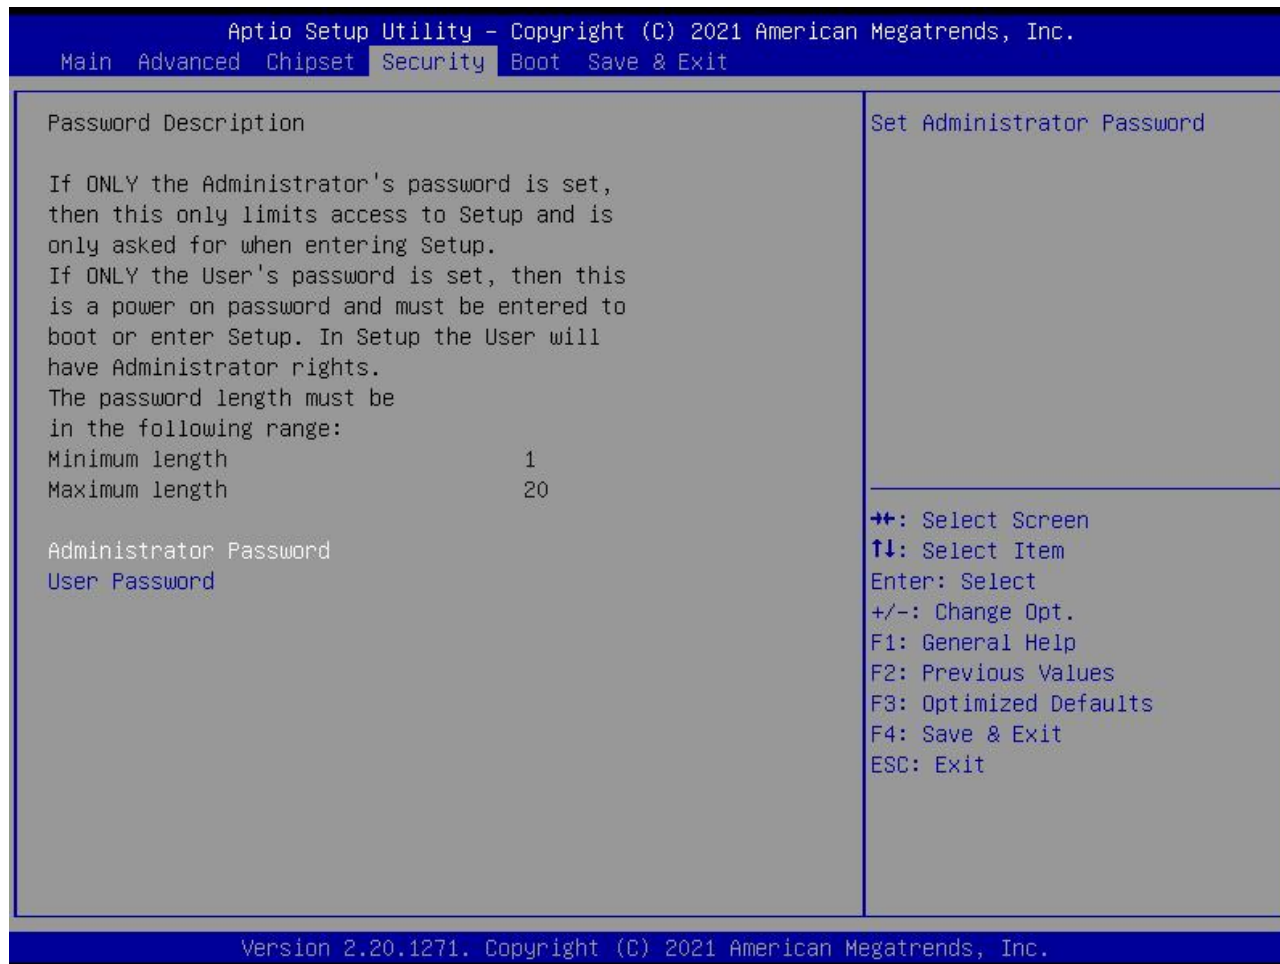 Aptio Setup Utility – Copyright (C) 2021 American Megatrends, Inc.
Main Advanced Chipset Security Boot Save & Exit
Password Description
If ONLY the Administrator's password is set,
then this only limits access to Setup and is
only asked for when entering Setup.
If ONLY the User's password is set, then this
is a power on password and must be entered to
boot or enter Setup. In Setup the User will
have Administrator rights.
The password length must be
in the following range:
Minimum length 1
Maximum length 20
Administrator Password
User Password
Set Administrator Password
→←: Select Screen
↑↓: Select Item
Enter: Select
+/-: Change Opt.
F1: General Help
F2: Previous Values
F3: Optimized Defaults
F4: Save & Exit
ESC: Exit
Version 2.20.1271. Copyright (C) 2021 American Megatrends, Inc.